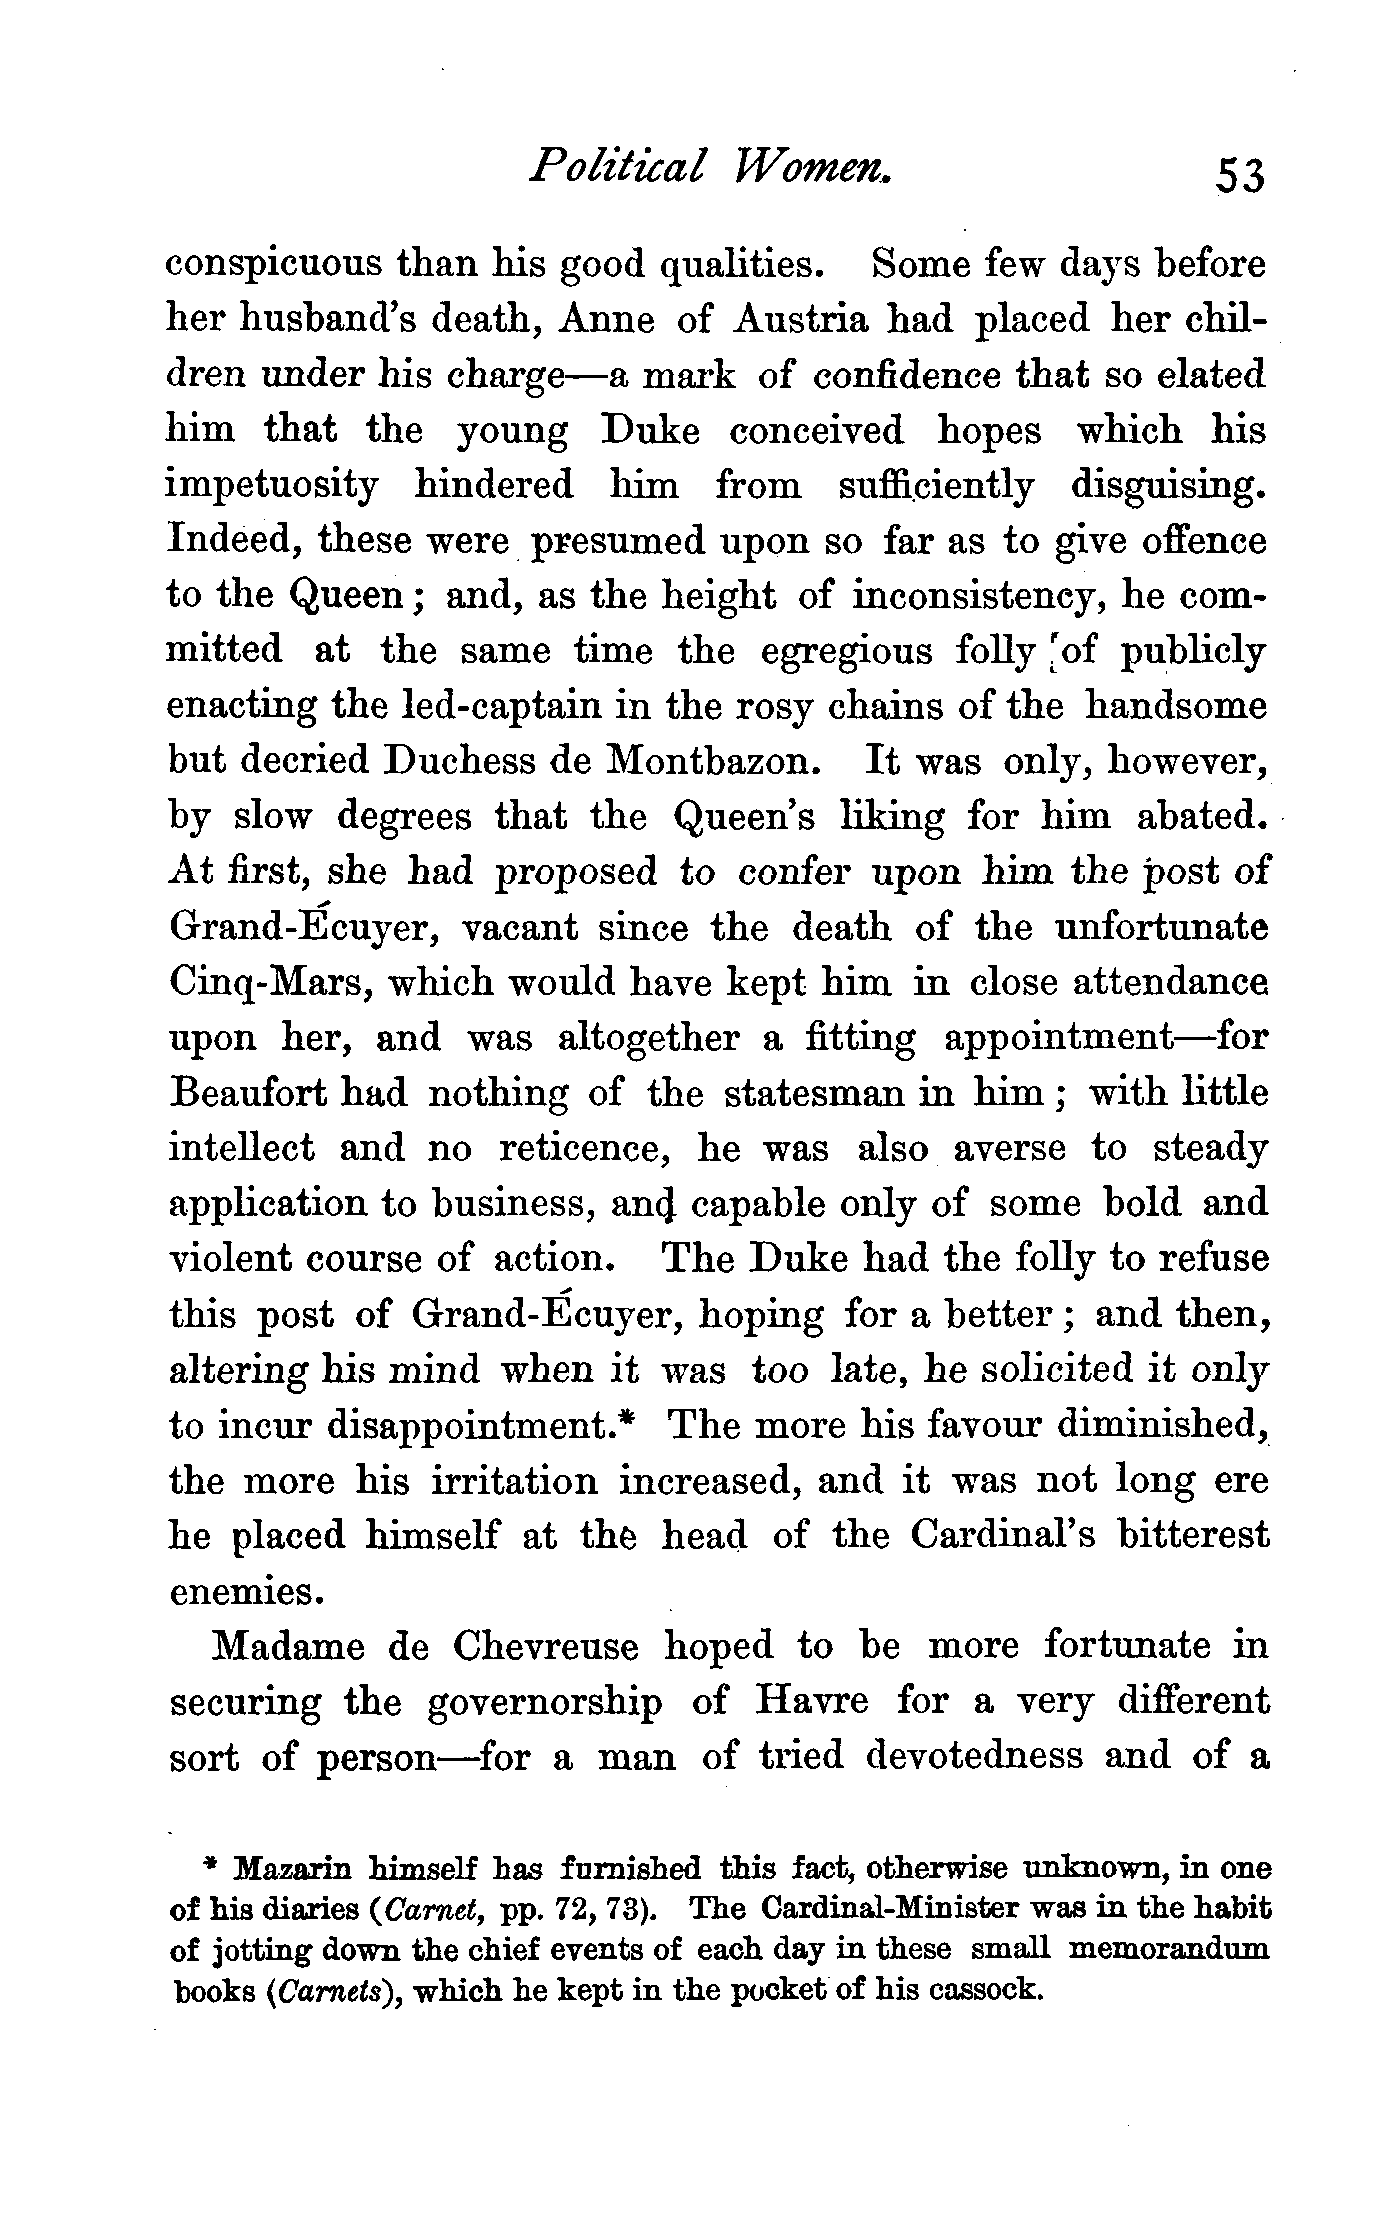 Political Women. 53
conspicuous than his good qualities. Some few days before
her husband's death, Anne of Austria had placed her chil-
dren under his charge—a mark of confidence that so elated
him that the young Duke conceived hopes which his
impetuosity hindered him from sufficiently disguising.
Indeed, these were presumed upon so far as to give offence
to the Queen; and, as the height of inconsistency, he com-
mitted at the same time the egregious folly of publicly
enacting the led-captain in the rosy chains of the handsome
but decried Duchess de Montbazon. It was only, however,
by slow degrees that the Queen's liking for him abated.
At first, she had proposed to confer upon him the post of
Grand-Écuyer, vacant since the death of the unfortunate
Cinq-Mars, which would have kept him in close attendance
upon her, and was altogether a fitting appointment—for
Beaufort had nothing of the statesman in him; with little
intellect and no reticence, he was also averse to steady
application to business, and capable only of some bold and
violent course of action. The Duke had the folly to refuse
this post of Grand-Écuyer, hoping for a better; and then,
altering his mind when it was too late, he solicited it only
to incur disappointment.* The more his favour diminished,
the more his irritation increased, and it was not long ere
he placed himself at the head of the Cardinal's bitterest
enemies.
Madame de Chevreuse hoped to be more fortunate in
securing the governorship of Havre for a very different
sort of person—for a man of tried devotedness and of a
* Mazarin himself has furnished this fact, otherwise unknown, in one
of his diaries (Carnet, pp. 72, 73). The Cardinal-Minister was in the habit
of jotting down the chief events of each day in these small memorandum
books (Carnets), which he kept in the pocket of his cassock.